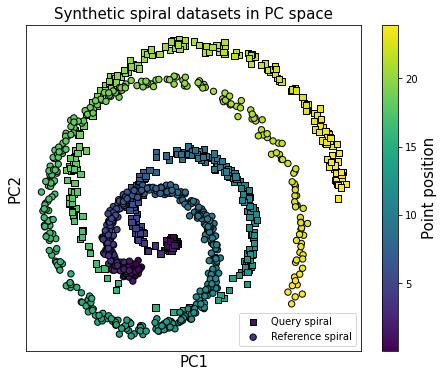 Synthetic spiral datasets in PC space
PC2
PC1
Query spiral
Reference spiral
20
15
10
5
Point position